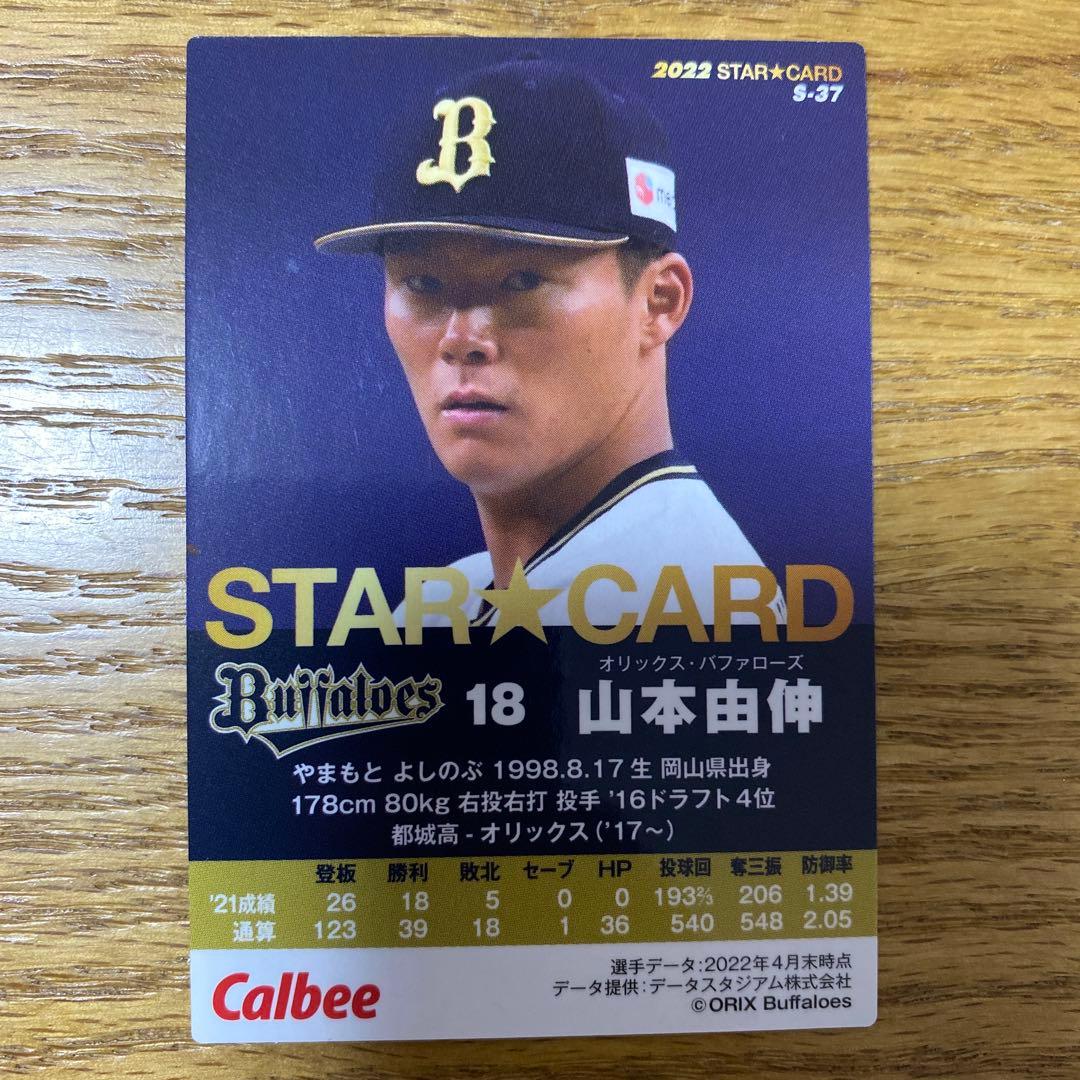 2022 STAR★CARD
S-37
B
STAR★CARD
オリックス・バファローズ
Buffaloes 18 山本由伸
やまもと よしのぶ 1998.8.17生 岡山県出身
178cm 80kg 右投右打 投手 '16ドラフト4位
都城高 - オリックス('17〜)
登板 勝利 敗北 セーブ HP 投球回 奪三振 防御率
'21成績 26 18 5 0 0 193 2/3 206 1.39
通算 123 39 18 1 36 540 548 2.05
選手データ:2022年4月末時点
データ提供:データスタジアム株式会社
Calbee ©ORIX Buffaloes